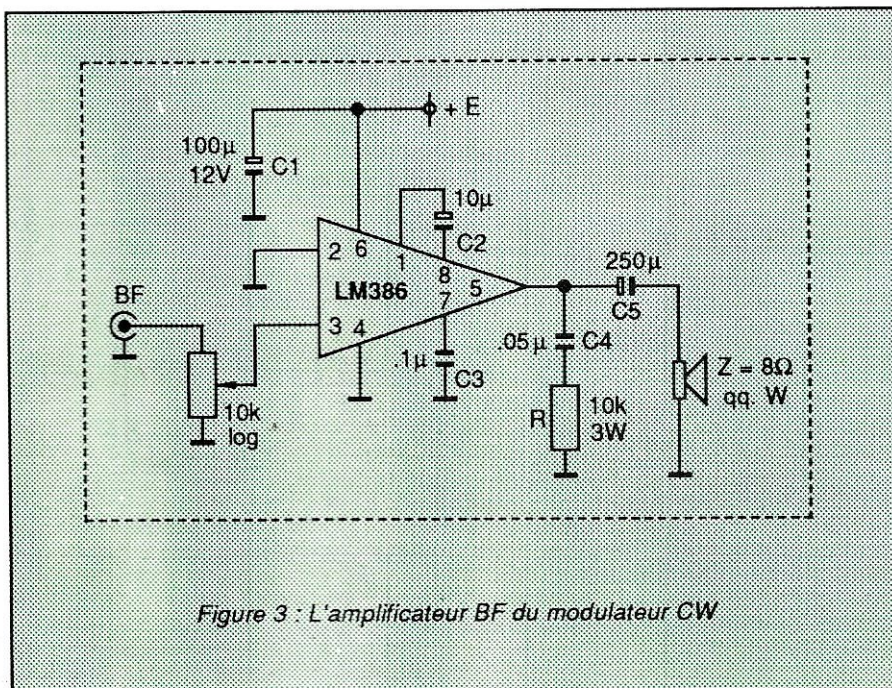 + E
100µ
12V
C1
10µ
C2
2
6
1
8
LM386
5
7
3
4
250µ
C5
BF
.05µ
C4
.1µ
C3
10k
log
R
10k
3W
Z = 8Ω
qq. W
Figure 3 : L'amplificateur BF du modulateur CW